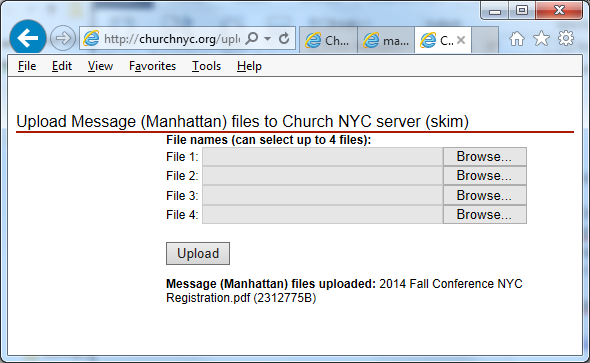 http://churchnyc.org/uplo
Ch...
ma...
C...
File Edit View Favorites Tools Help
Upload Message (Manhattan) files to Church NYC server (skim)
File names (can select up to 4 files):
File 1: Browse...
File 2: Browse...
File 3: Browse...
File 4: Browse...
Upload
Message (Manhattan) files uploaded: 2014 Fall Conference NYC
Registration.pdf (2312775B)